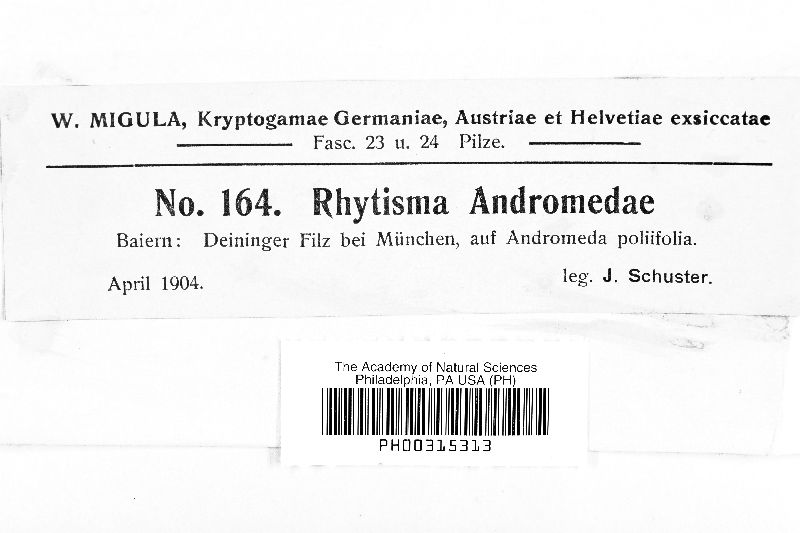 W. MIGULA, Kryptogamae Germaniae, Austriae et Helvetiae exsiccatae
Fasc. 23 u. 24 Pilze.
No. 164. Rhytisma Andromedae
Baiern: Deininger Filz bei München, auf Andromeda poliifolia.
April 1904.
leg. J. Schuster.
The Academy of Natural Sciences
Philadelphia, PA USA (PH)
PH00315313